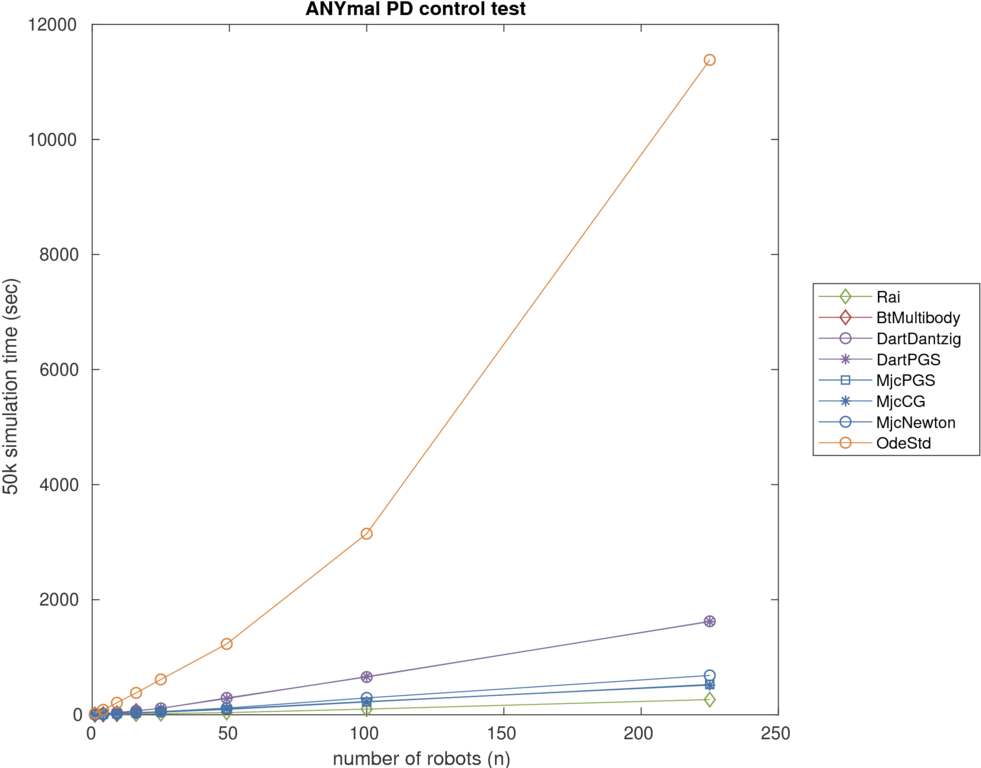 ANYmal PD control test
12000
10000
8000
6000
4000
2000
0
50k simulation time (sec)
0 50 100 150 200 250
number of robots (n)
Rai
BtMultibody
DartDantzig
DartPGS
MjcPGS
MjcCG
MjcNewton
OdeStd